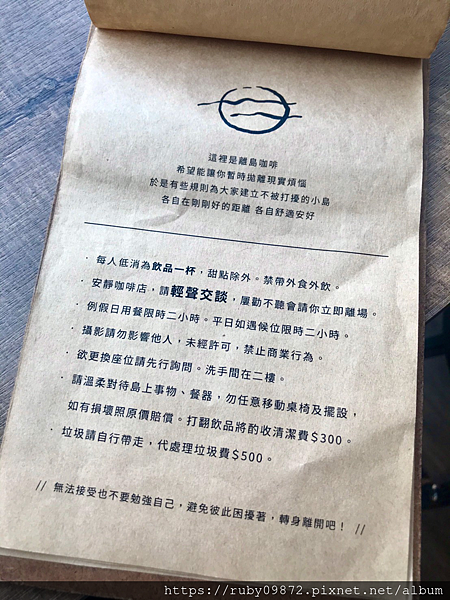 這裡是離島咖啡
希望能讓你暫時拋離現實煩惱
於是有些規則為大家建立不被打擾的小島
各自在剛剛好的距離 各自舒適安好
· 每人低消為飲品一杯，甜點除外。禁帶外食外飲。
· 安靜咖啡店，請輕聲交談，屢勸不聽會請你立即離場。
· 例假日用餐限時二小時。平日如遇候位限時二小時。
· 攝影請勿影響他人，未經許可，禁止商業行為。
· 欲更換座位請先行詢問。洗手間在二樓。
· 請溫柔對待島上事物、餐器，勿任意移動桌椅及擺設，
如有損壞照原價賠償。打翻飲品將酌收清潔費$300。
· 垃圾請自行帶走，代處理垃圾費$500。
// 無法接受也不要勉強自己，避免彼此困擾著，轉身離開吧！ //
https://ruby09872.pixnet.net/album